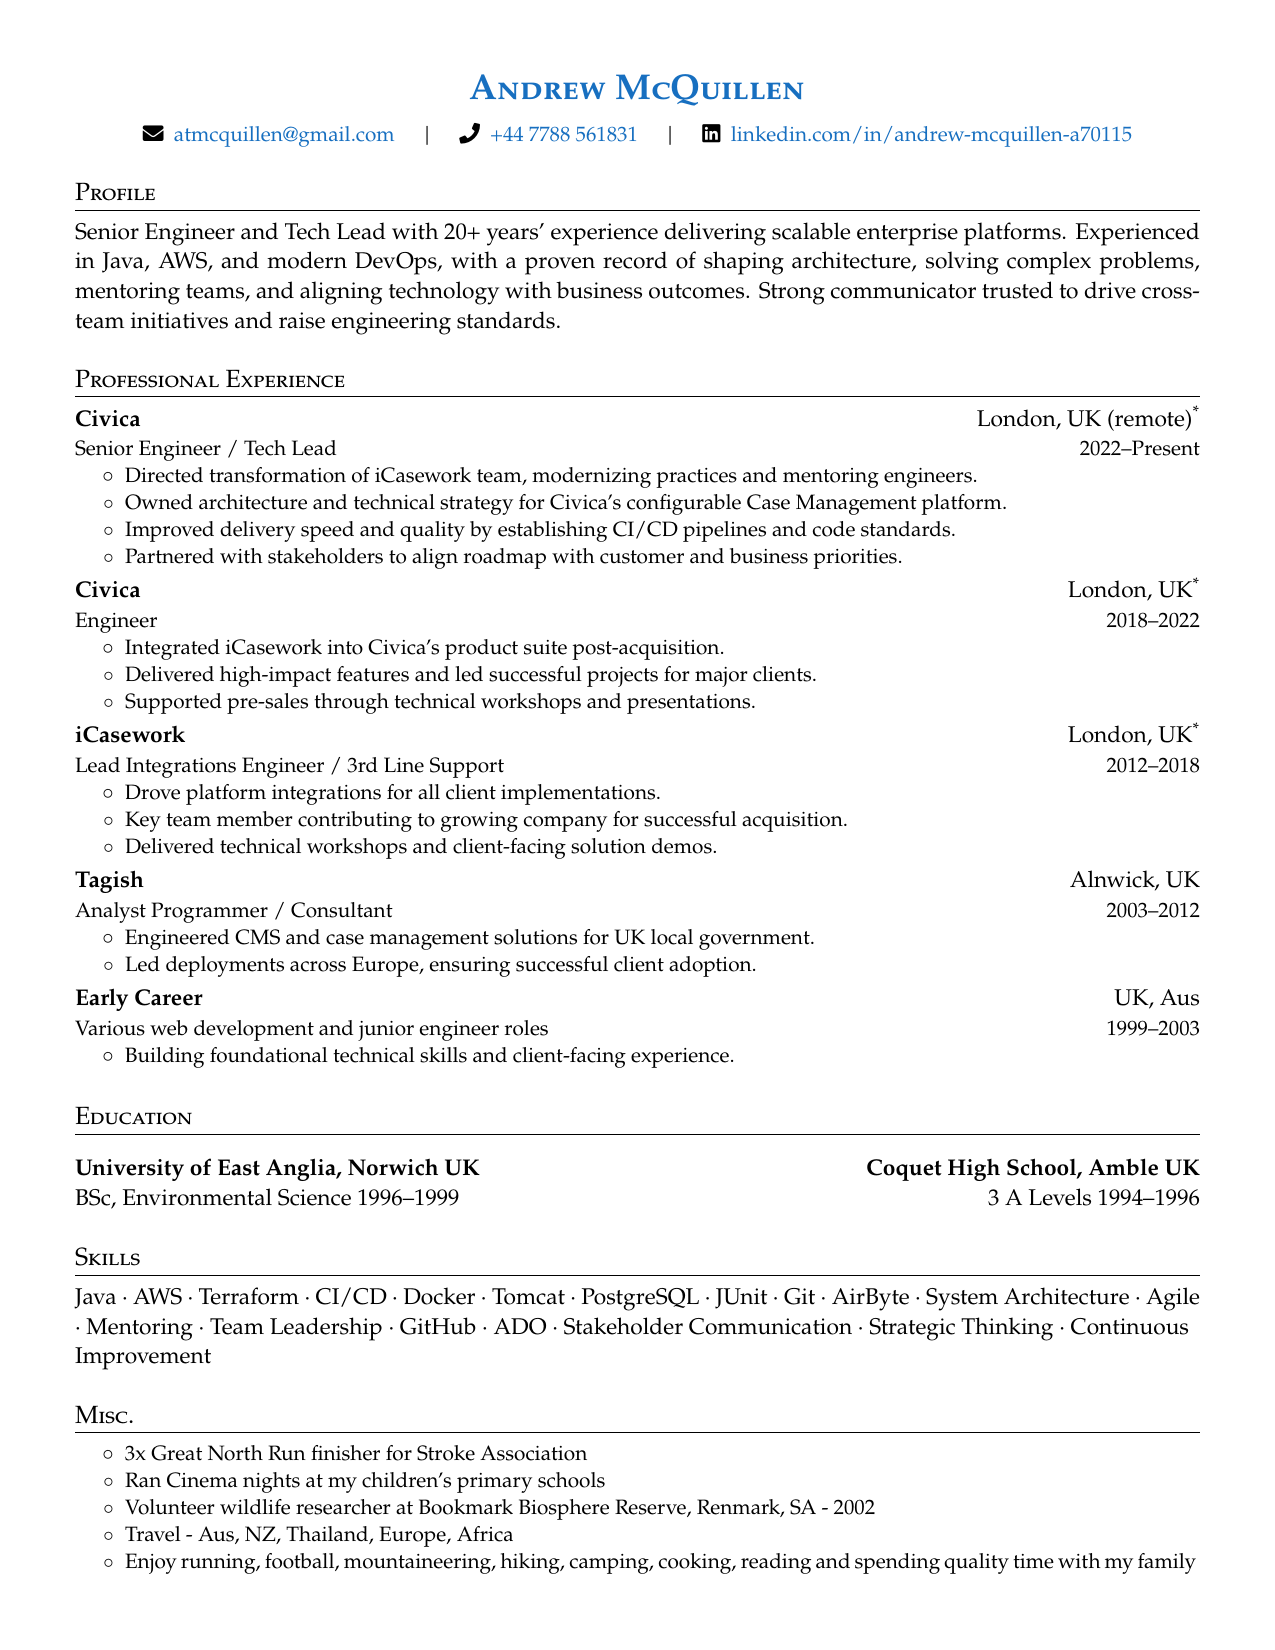 Andrew McQuillen
atmquillen@gmail.com | +44 7788 561831 | linkedin.com/in/andrew-mcquillen-a70115
Profile
Senior Engineer and Tech Lead with 20+ years’ experience delivering scalable enterprise platforms. Experienced
in Java, AWS, and modern DevOps, with a proven record of shaping architecture, solving complex problems,
mentoring teams, and aligning technology with business outcomes. Strong communicator trusted to drive cross-
team initiatives and raise engineering standards.
Professional Experience
Civica London, UK (remote)*
Senior Engineer / Tech Lead 2022–Present
◦ Directed transformation of iCasework team, modernizing practices and mentoring engineers.
◦ Owned architecture and technical strategy for Civica’s configurable Case Management platform.
◦ Improved delivery speed and quality by establishing CI/CD pipelines and code standards.
◦ Partnered with stakeholders to align roadmap with customer and business priorities.
Civica London, UK*
Engineer 2018–2022
◦ Integrated iCasework into Civica’s product suite post-acquisition.
◦ Delivered high-impact features and led successful projects for major clients.
◦ Supported pre-sales through technical workshops and presentations.
iCasework London, UK*
Lead Integrations Engineer / 3rd Line Support 2012–2018
◦ Drove platform integrations for all client implementations.
◦ Key team member contributing to growing company for successful acquisition.
◦ Delivered technical workshops and client-facing solution demos.
Tagish Alnwick, UK
Analyst Programmer / Consultant 2003–2012
◦ Engineered CMS and case management solutions for UK local government.
◦ Led deployments across Europe, ensuring successful client adoption.
Early Career UK, Aus
Various web development and junior engineer roles 1999–2003
◦ Building foundational technical skills and client-facing experience.
Education
University of East Anglia, Norwich UK Coquet High School, Amble UK
BSc, Environmental Science 1996–1999 3 A Levels 1994–1996
Skills
Java · AWS · Terraform · CI/CD · Docker · Tomcat · PostgreSQL · JUnit · Git · AirByte · System Architecture · Agile
· Mentoring · Team Leadership · GitHub · ADO · Stakeholder Communication · Strategic Thinking · Continuous
Improvement
Misc.
◦ 3x Great North Run finisher for Stroke Association
◦ Ran Cinema nights at my children’s primary schools
◦ Volunteer wildlife researcher at Bookmark Biosphere Reserve, Renmark, SA - 2002
◦ Travel - Aus, NZ, Thailand, Europe, Africa
◦ Enjoy running, football, mountaineering, hiking, camping, cooking, reading and spending quality time with my family